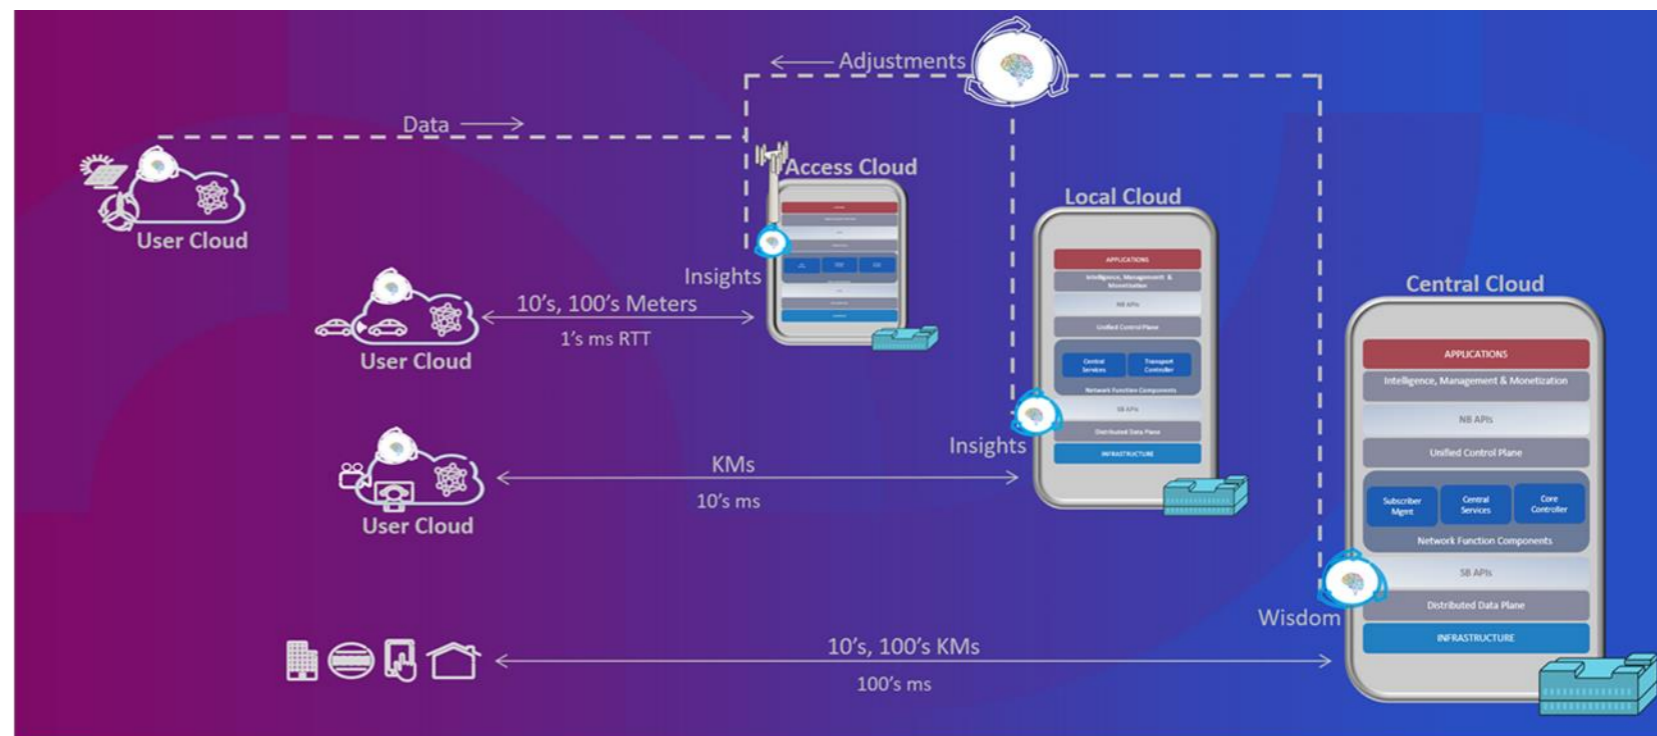 Adjustments
Data
User Cloud
Access Cloud
Insights
User Cloud
10's, 100's Meters
1's ms RTT
Local Cloud
APPLICATIONS
Intelligence, Managementt &
Monetization
NB APIs
Unified Control Plane
Central
Services
Transport
Controller
Network Function Components
SB APIs
Distributed Data Plane
INFRASTRUCTURE
Insights
User Cloud
KMs
10's ms
Central Cloud
APPLICATIONS
Intelligence, Management & Monetization
NB APIs
Unified Control Plane
Subscriber
Mgmt
Central
Services
Core
Controller
Network Function Components
SB APIs
Distributed Data Plane
INFRASTRUCTURE
Wisdom
10's, 100's KMs
100's ms